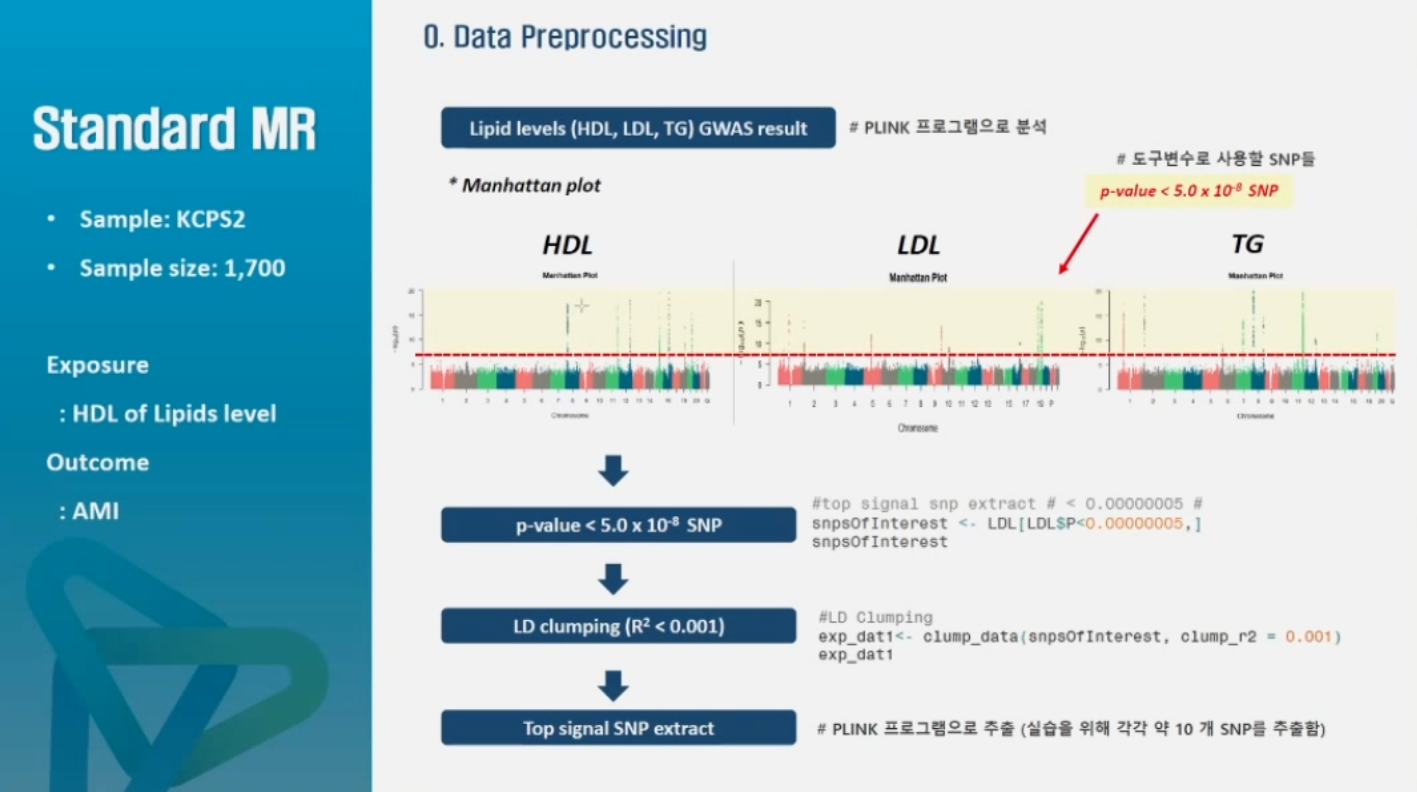 Standard MR
• Sample: KCPS2
• Sample size: 1,700
Exposure
: HDL of Lipids level
Outcome
: AMI
0. Data Preprocessing
Lipid levels (HDL, LDL, TG) GWAS result
# PLINK 프로그램으로 분석
# 도구변수로 사용할 SNP들
* Manhattan plot
p-value < 5.0 x 10-8 SNP
HDL
LDL
TG
Manhattan Plot
Manhattan Plot
Manhattan Plot
Chromosome
Chromosome
Chromosome
p-value < 5.0 x 10-8 SNP
#top signal snp extract # < 0.00000005 #
snpsOfInterest <- LDL[LDL$P<0.00000005,]
snpsOfInterest
LD clumping (R2 < 0.001)
#LD Clumping
exp_dat1<- clump_data(snpsOfInterest, clump_r2 = 0.001)
exp_dat1
Top signal SNP extract
# PLINK 프로그램으로 추출 (실습을 위해 각각 약 10 개 SNP를 추출함)